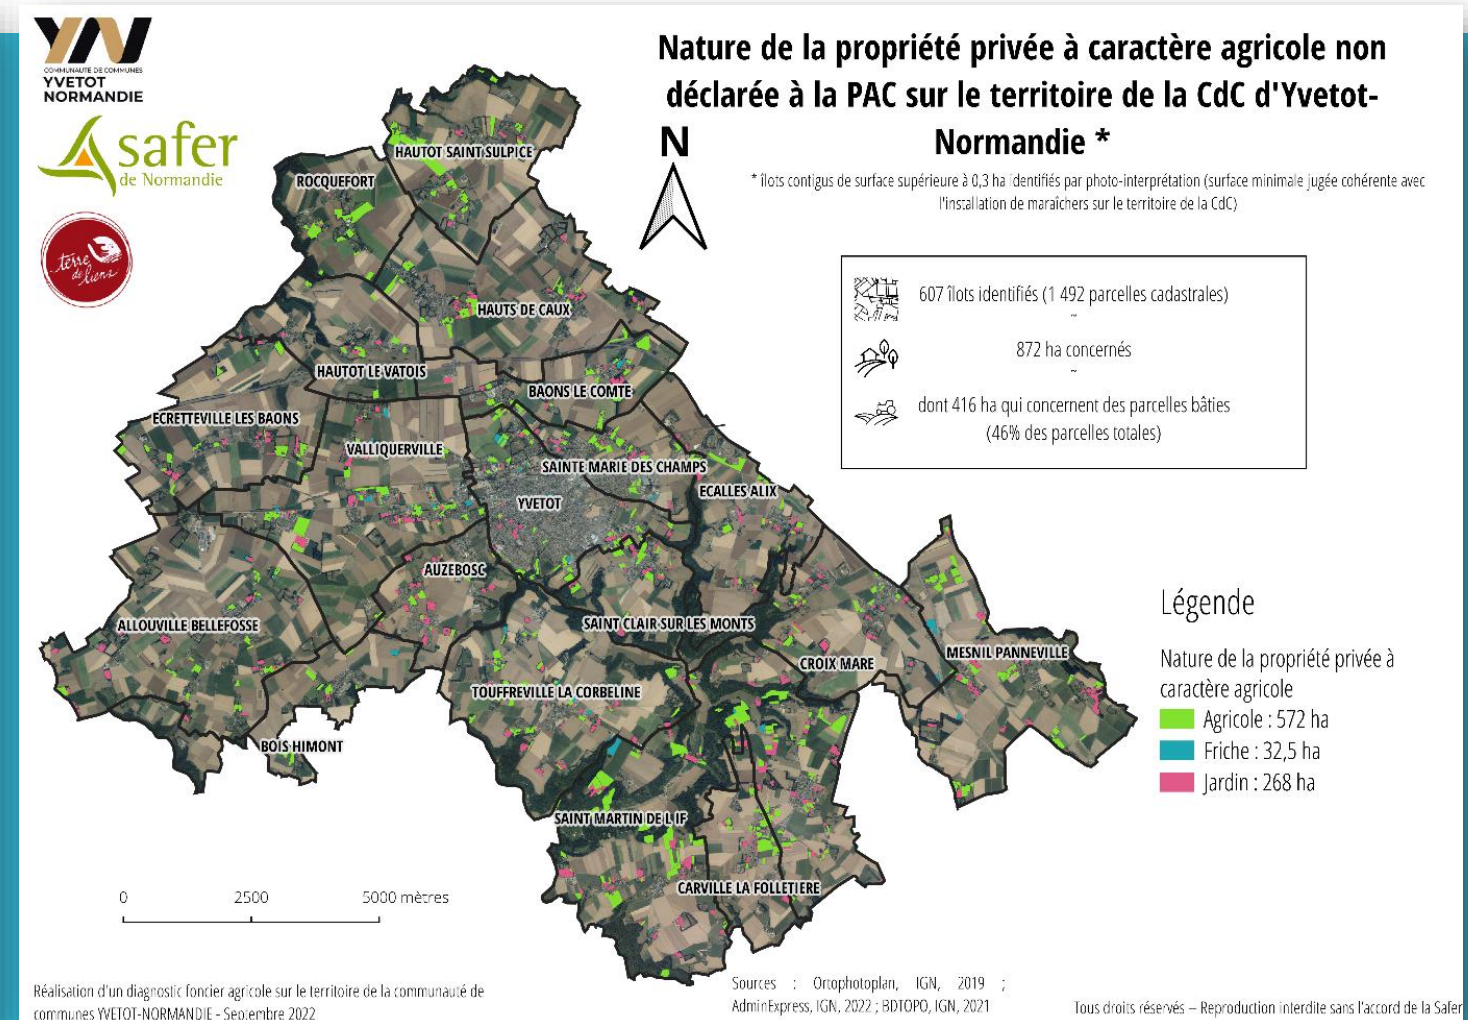 YN
COMMUNAUTE DE COMMUNES
YVETOT
NORMANDIE
safer
de Normandie
terre
de liens
Nature de la propriété privée à caractère agricole non
déclarée à la PAC sur le territoire de la CdC d'Yvetot-
Normandie *
* îlots contigus de surface supérieure à 0,3 ha identifiés par photo-interprétation (surface minimale jugée cohérente avec
l'installation de maraîchers sur le territoire de la CdC)
N
607 îlots identifiés (1 492 parcelles cadastrales)
~
872 ha concernés
~
dont 416 ha qui concernent des parcelles bâties
(46% des parcelles totales)
HAUTOT SAINT SULPICE
ROCQUEFORT
HAUTS DE CAUX
HAUTOT LE VATOIS
BAONS LE COMTE
ECRETTEVILLE LES BAONS
VALLIQUERVILLE
SAINTE MARIE DES CHAMPS
ECALLES ALIX
YVETOT
AUZEBOSC
ALLOUVILLE BELLEFOSSE
SAINT CLAIR SUR LES MONTS
CROIX MARE
MESNIL PANNEVILLE
TOUFFREVILLE LA CORBELINE
BOIS HIMONT
SAINT MARTIN DE L IF
CARVILLE LA FOLLETIERE
Légende
Nature de la propriété privée à
caractère agricole
Agricole : 572 ha
Friche : 32,5 ha
Jardin : 268 ha
0 2500 5000 mètres
Réalisation d'un diagnostic foncier agricole sur le territoire de la communauté de
communes YVETOT-NORMANDIE - Septembre 2022
Sources : Ortophotoplan, IGN, 2019 ;
AdminExpress, IGN, 2022 ; BDTOPO, IGN, 2021
Tous droits réservés – Reproduction interdite sans l'accord de la Safer